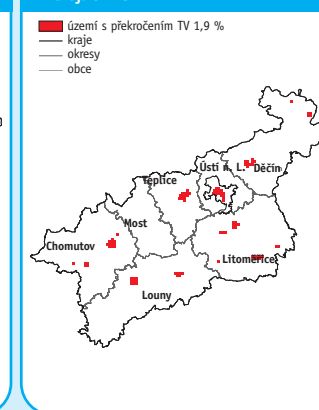 území s překročením TV 1,9 %
kraje
okresy
obce
Ústí n. L.
Děčín
Teplice
Most
Chomutov
Litoměřice
Louny